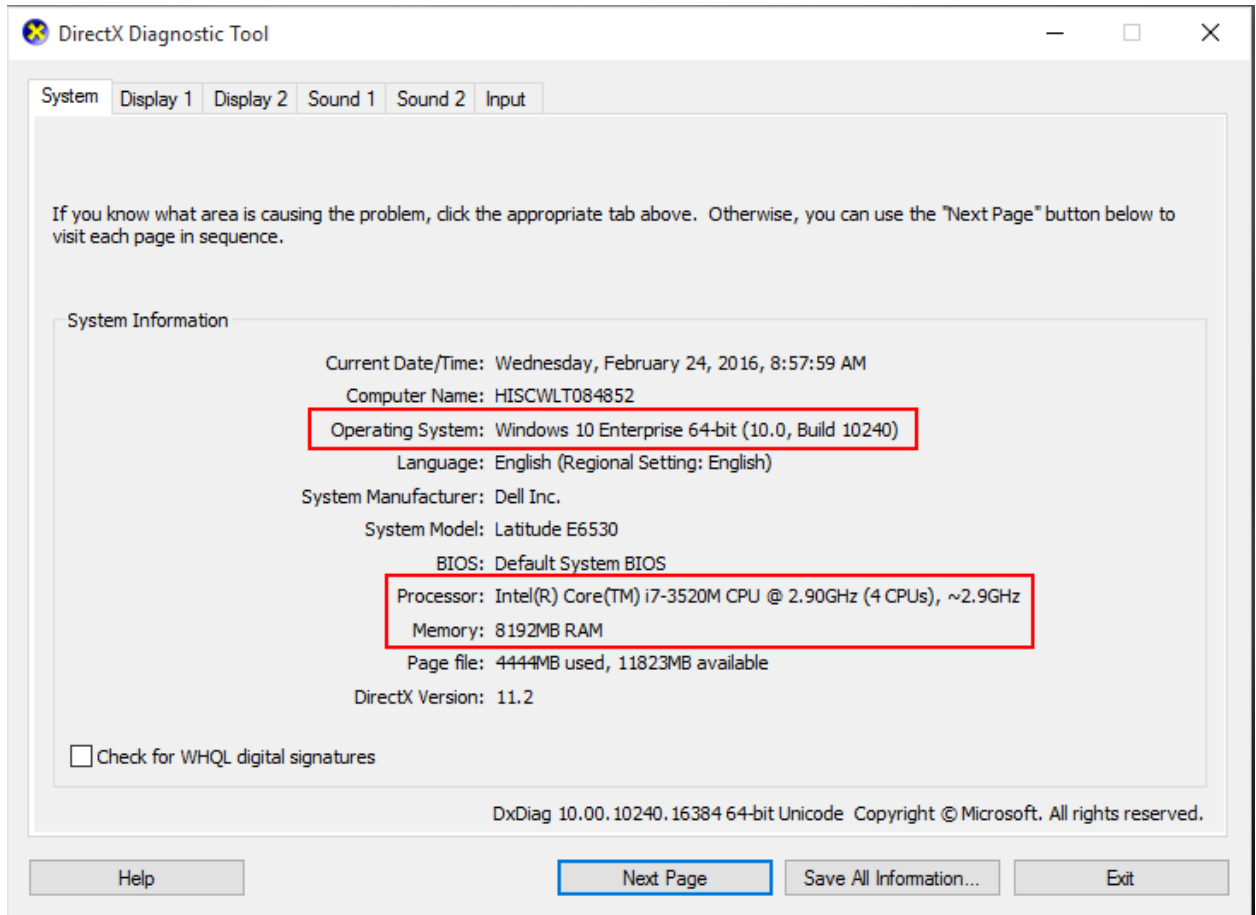 DirectX Diagnostic Tool
System Display 1 Display 2 Sound 1 Sound 2 Input
If you know what area is causing the problem, click the appropriate tab above.  Otherwise, you can use the "Next Page" button below to
visit each page in sequence.
System Information
Current Date/Time: Wednesday, February 24, 2016, 8:57:59 AM
Computer Name: HISCWLT084852
Operating System: Windows 10 Enterprise 64-bit (10.0, Build 10240)
Language: English (Regional Setting: English)
System Manufacturer: Dell Inc.
System Model: Latitude E6530
BIOS: Default System BIOS
Processor: Intel(R) Core(TM) i7-3520M CPU @ 2.90GHz (4 CPUs), ~2.9GHz
Memory: 8192MB RAM
Page file: 4444MB used, 11823MB available
DirectX Version: 11.2
Check for WHQL digital signatures
DxDiag 10.00.10240.16384 64-bit Unicode  Copyright © Microsoft. All rights reserved.
Help Next Page Save All Information... Exit